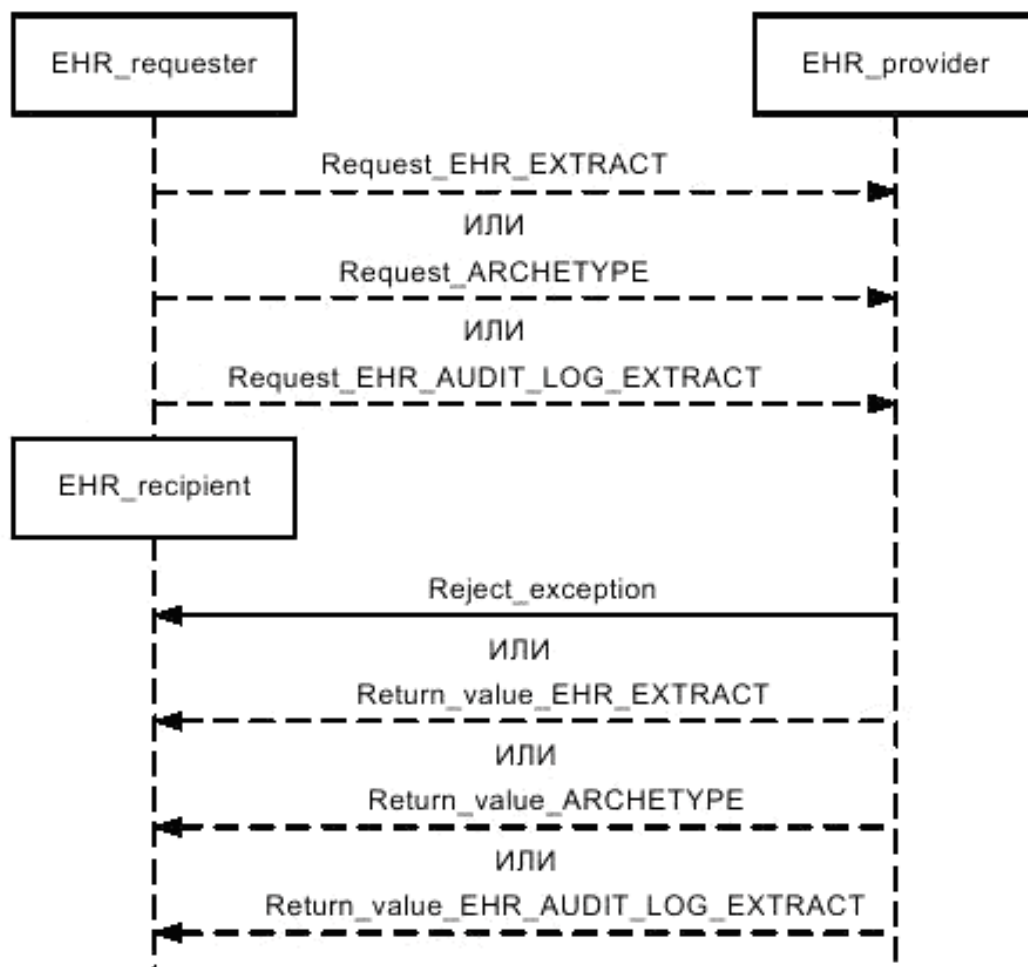 EHR_requester
EHR_provider
Request_EHR_EXTRACT
ИЛИ
Request_ARCHETYPE
ИЛИ
Request_EHR_AUDIT_LOG_EXTRACT
EHR_recipient
Reject_exception
ИЛИ
Return_value_EHR_EXTRACT
ИЛИ
Return_value_ARCHETYPE
ИЛИ
Return_value_EHR_AUDIT_LOG_EXTRACT